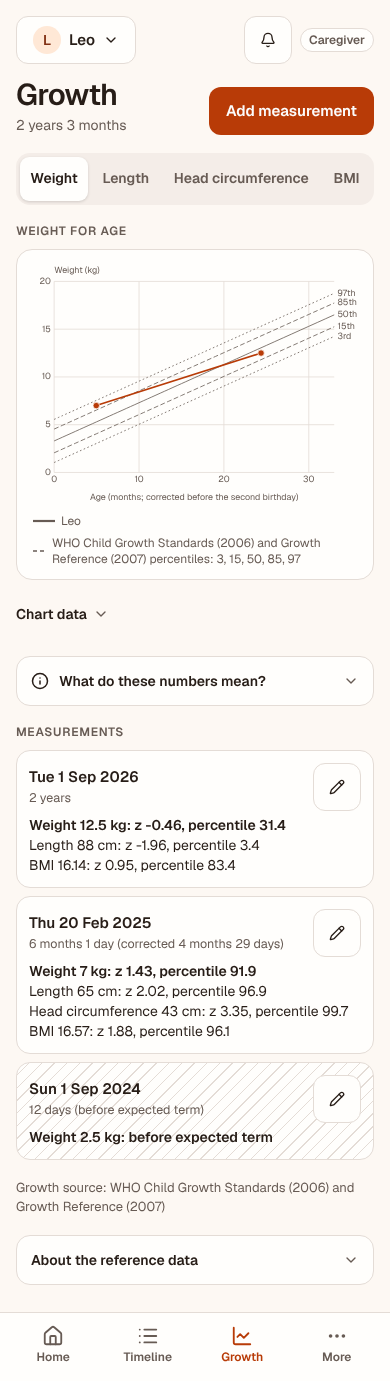 L Leo
Caregiver
Growth
2 years 3 months
Add measurement
Weight Length Head circumference BMI
WEIGHT FOR AGE
Weight (kg)
20
15
10
5
0
97th
85th
50th
15th
3rd
0 10 20 30
Age (months; corrected before the second birthday)
Leo
WHO Child Growth Standards (2006) and Growth
Reference (2007) percentiles: 3, 15, 50, 85, 97
Chart data
What do these numbers mean?
MEASUREMENTS
Tue 1 Sep 2026
2 years
Weight 12.5 kg: z -0.46, percentile 31.4
Length 88 cm: z -1.96, percentile 3.4
BMI 16.14: z 0.95, percentile 83.4
Thu 20 Feb 2025
6 months 1 day (corrected 4 months 29 days)
Weight 7 kg: z 1.43, percentile 91.9
Length 65 cm: z 2.02, percentile 96.9
Head circumference 43 cm: z 3.35, percentile 99.7
BMI 16.57: z 1.88, percentile 96.1
Sun 1 Sep 2024
12 days (before expected term)
Weight 2.5 kg: before expected term
Growth source: WHO Child Growth Standards (2006) and
Growth Reference (2007)
About the reference data
Home Timeline Growth More